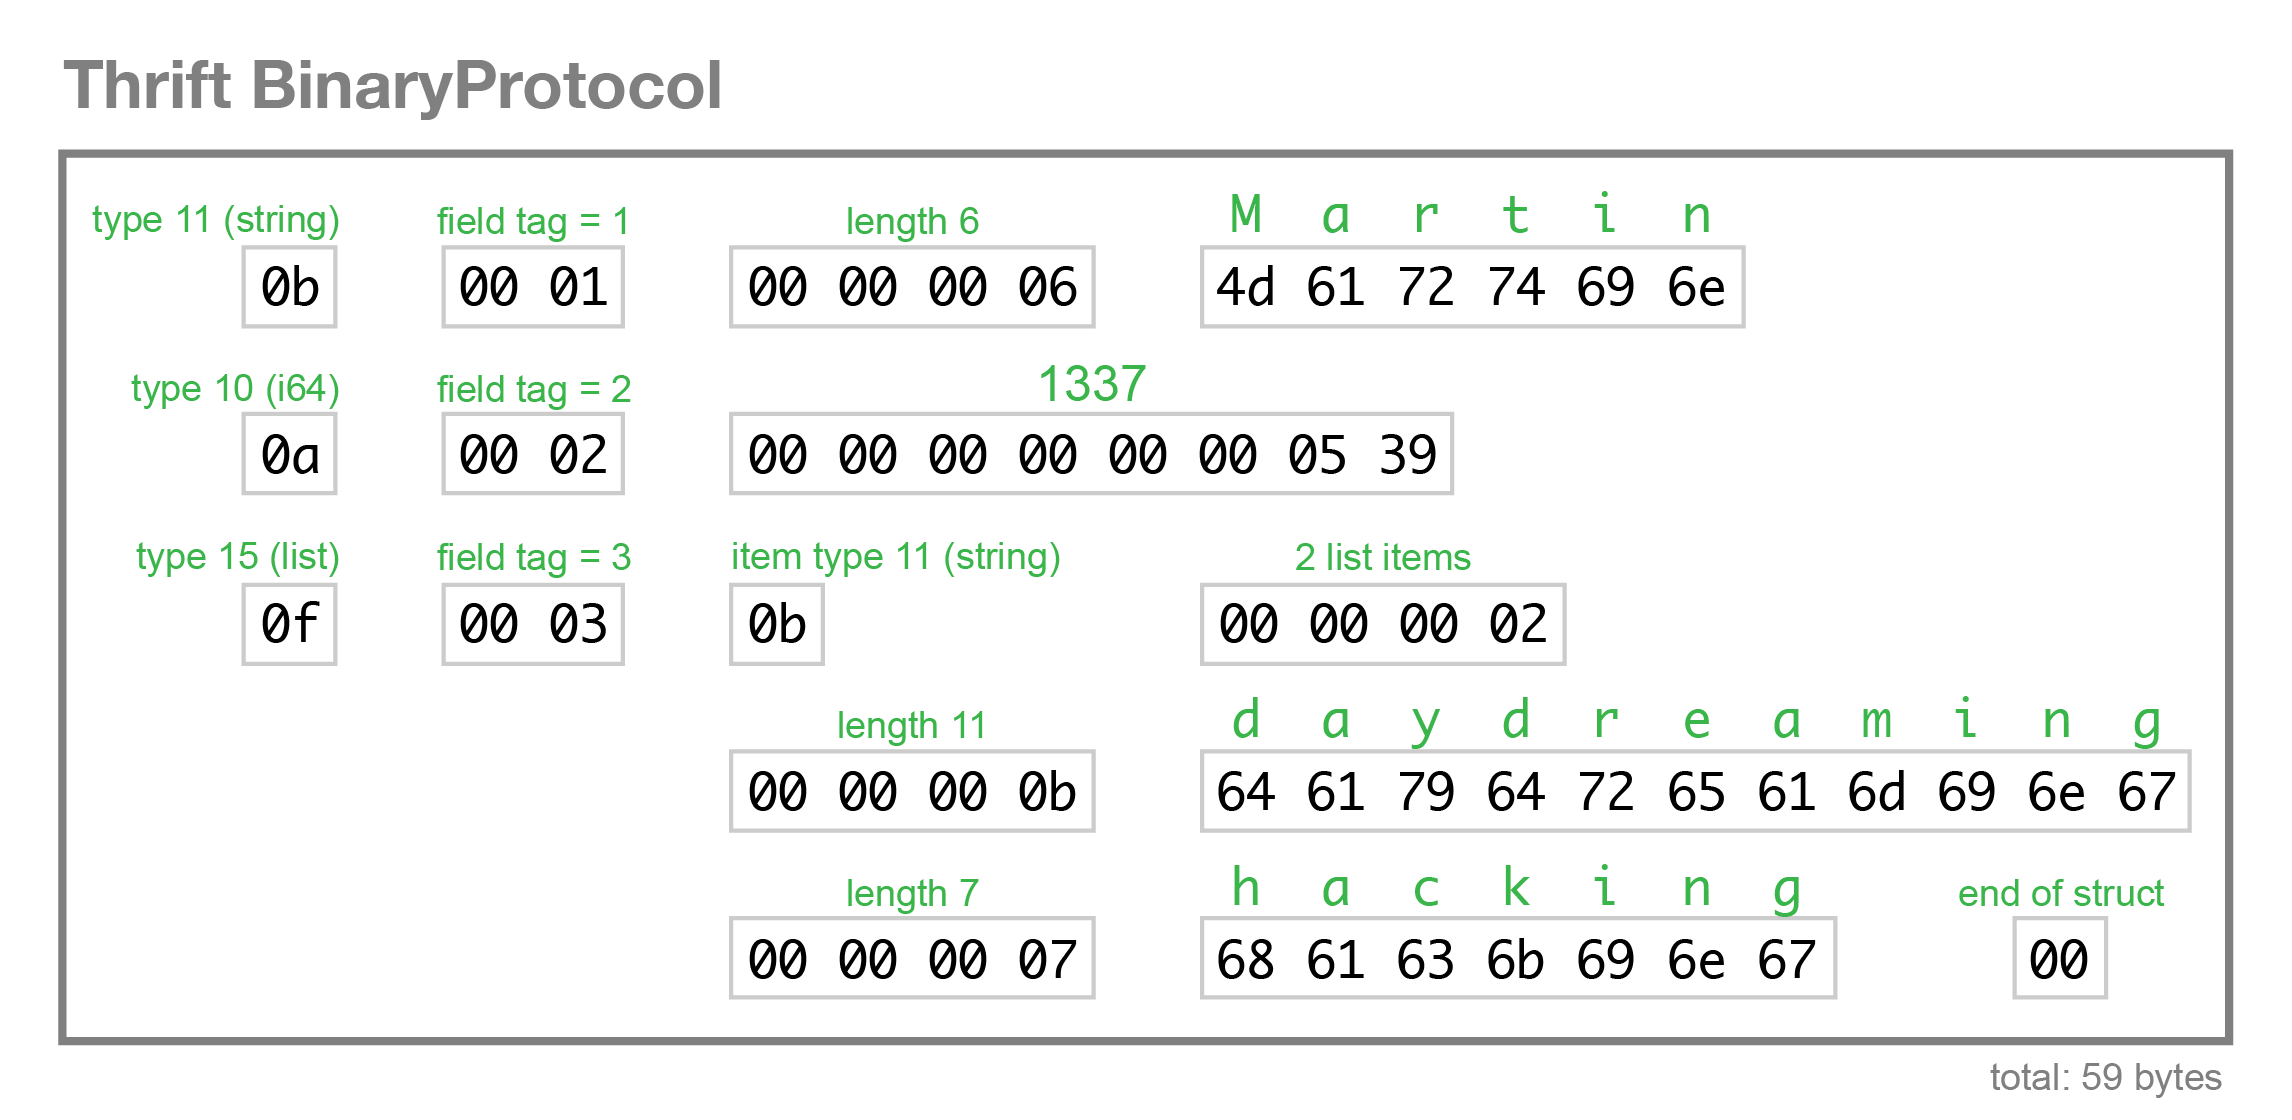 Thrift BinaryProtocol
type 11 (string) field tag = 1 length 6 M a r t i n
0b 00 01 00 00 00 06 4d 61 72 74 69 6e
type 10 (i64) field tag = 2 1337
0a 00 02 00 00 00 00 00 00 05 39
type 15 (list) field tag = 3 item type 11 (string) 2 list items
0f 00 03 0b 00 00 00 02
length 11 d a y d r e a m i n g
00 00 00 0b 64 61 79 64 72 65 61 6d 69 6e 67
length 7 h a c k i n g end of struct
00 00 00 07 68 61 63 6b 69 6e 67 00
total: 59 bytes